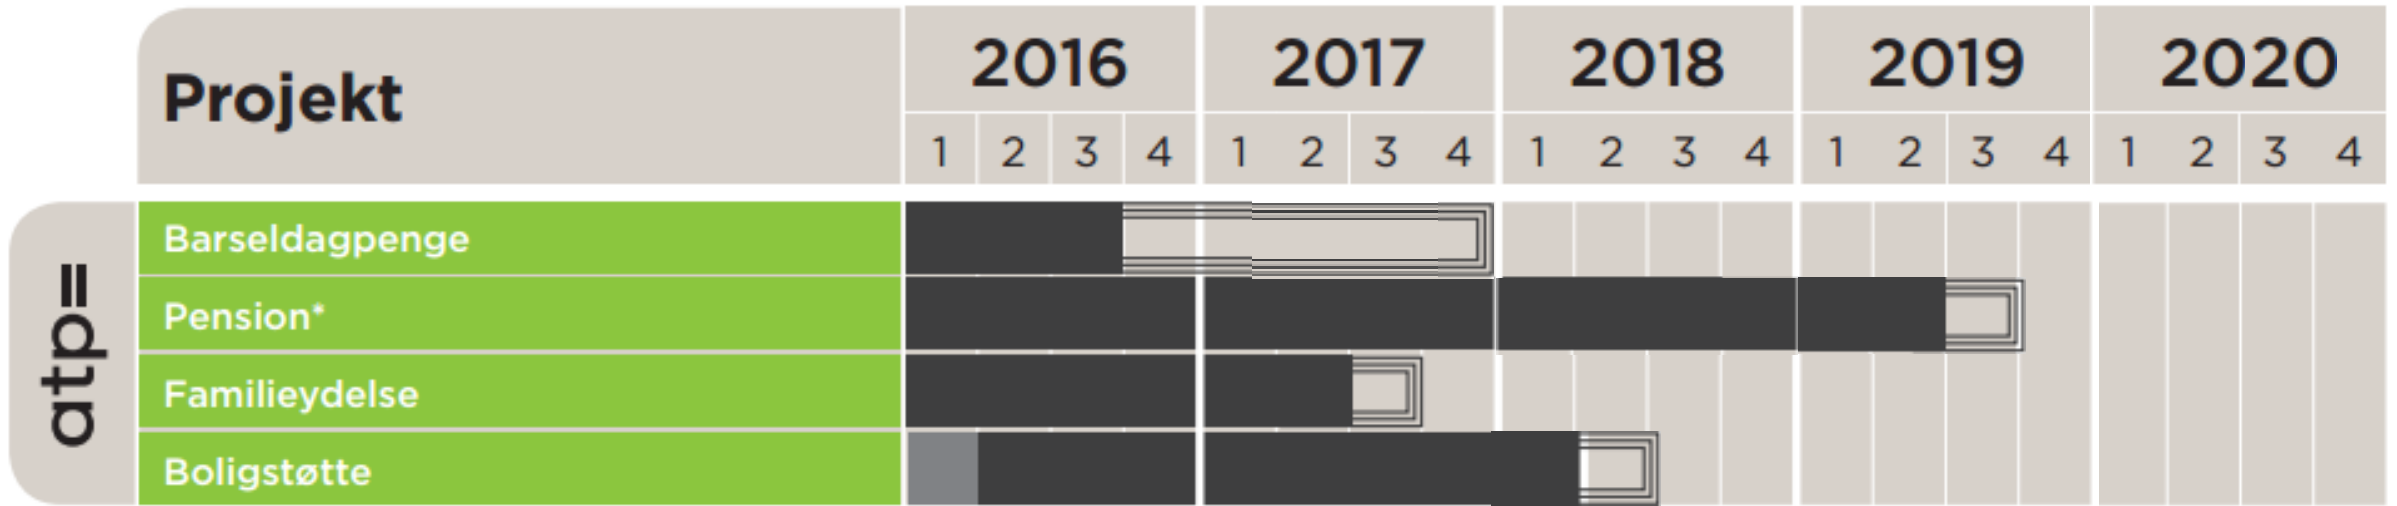 Projekt
2016 2017 2018 2019 2020
1 2 3 4 1 2 3 4 1 2 3 4 1 2 3 4 1 2 3 4
atp=
Barseldagpenge
Pension*
Familieydelse
Boligstøtte